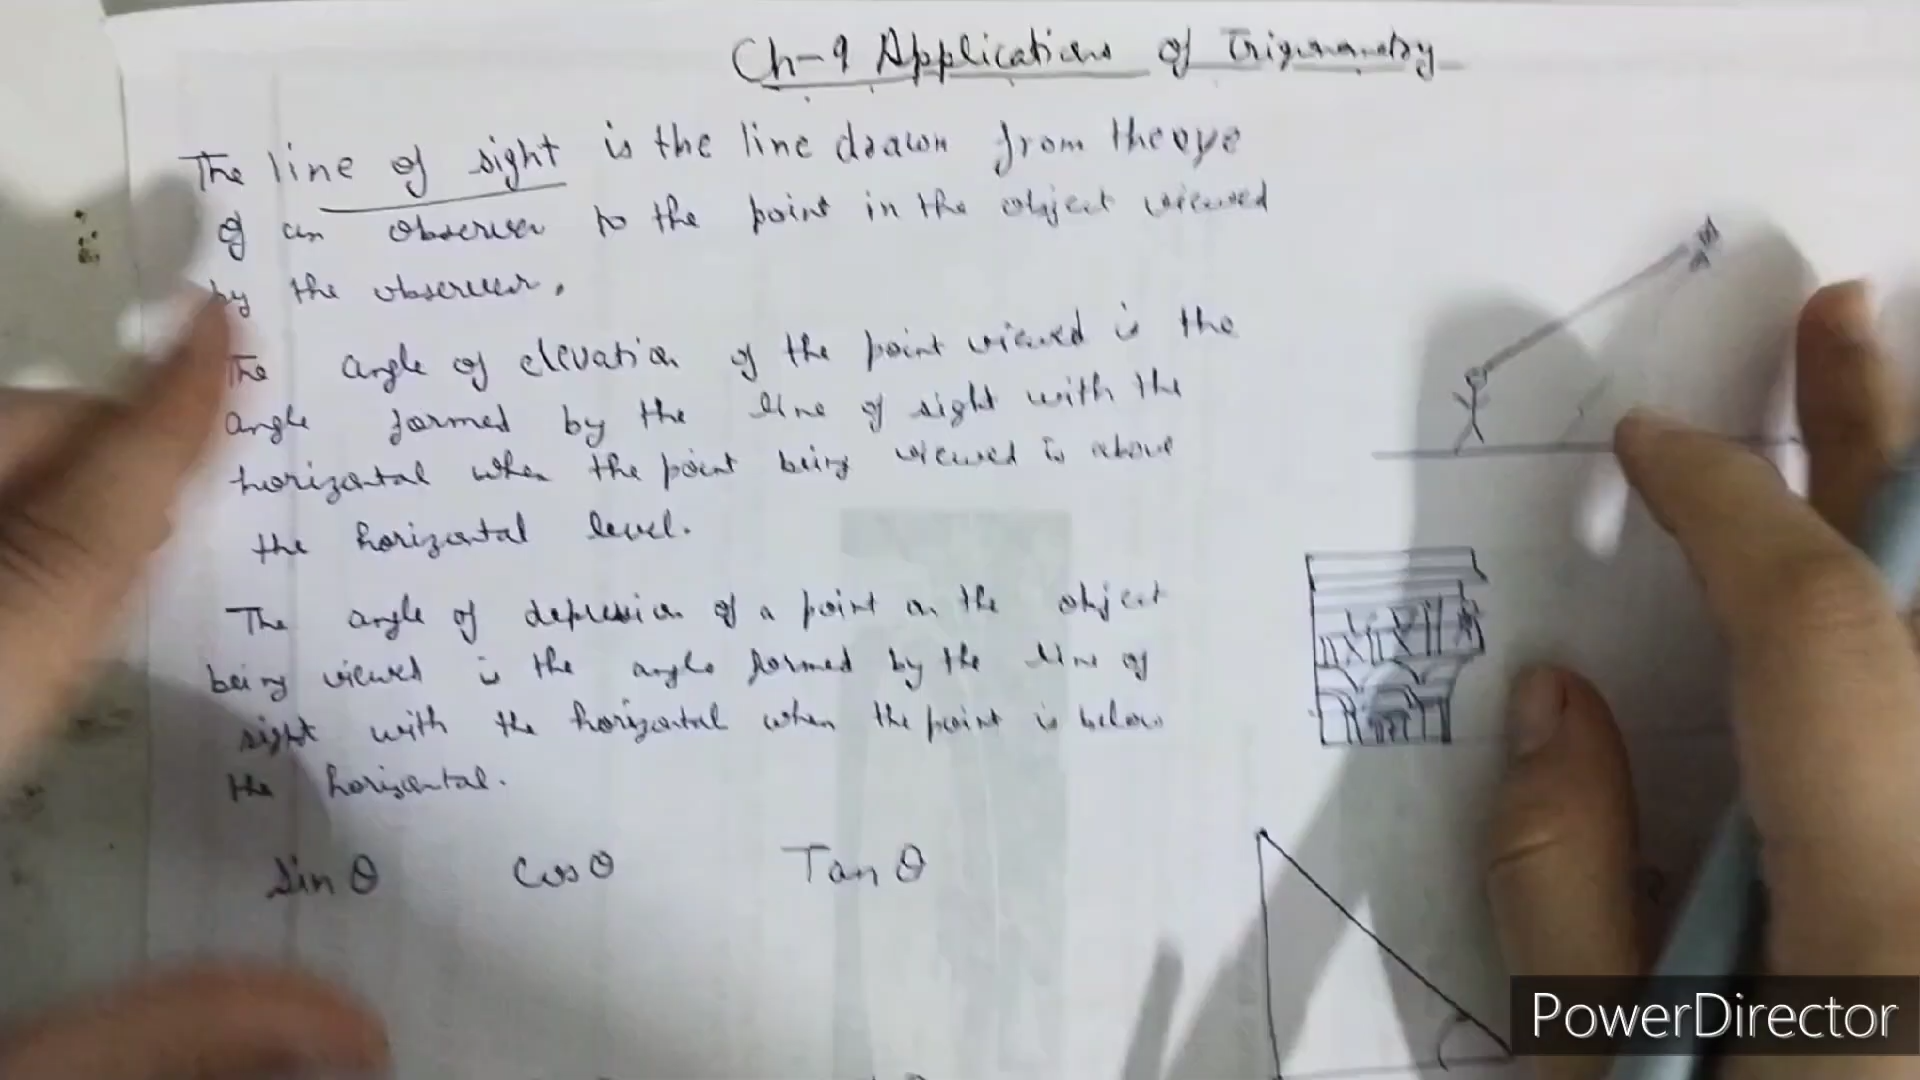 Ch-9 Applications of Trigonometry
The line of sight is the line drawn from the eye
of an observer to the point in the object viewed
by the observer.
The angle of elevation of the point viewed is the
angle formed by the line of sight with the
horizontal when the point being viewed is above
the horizontal level.
The angle of depression of a point on the object
being viewed is the angle formed by the line of
sight with the horizontal when the point is below
the horizontal.
Sin θ Cos θ Tan θ
PowerDirector